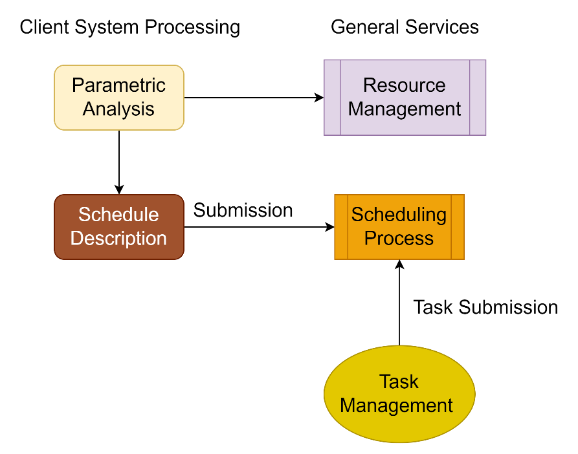 Client System Processing
General Services
Parametric
Analysis
Resource
Management
Schedule
Description
Submission
Scheduling
Process
Task Submission
Task
Management